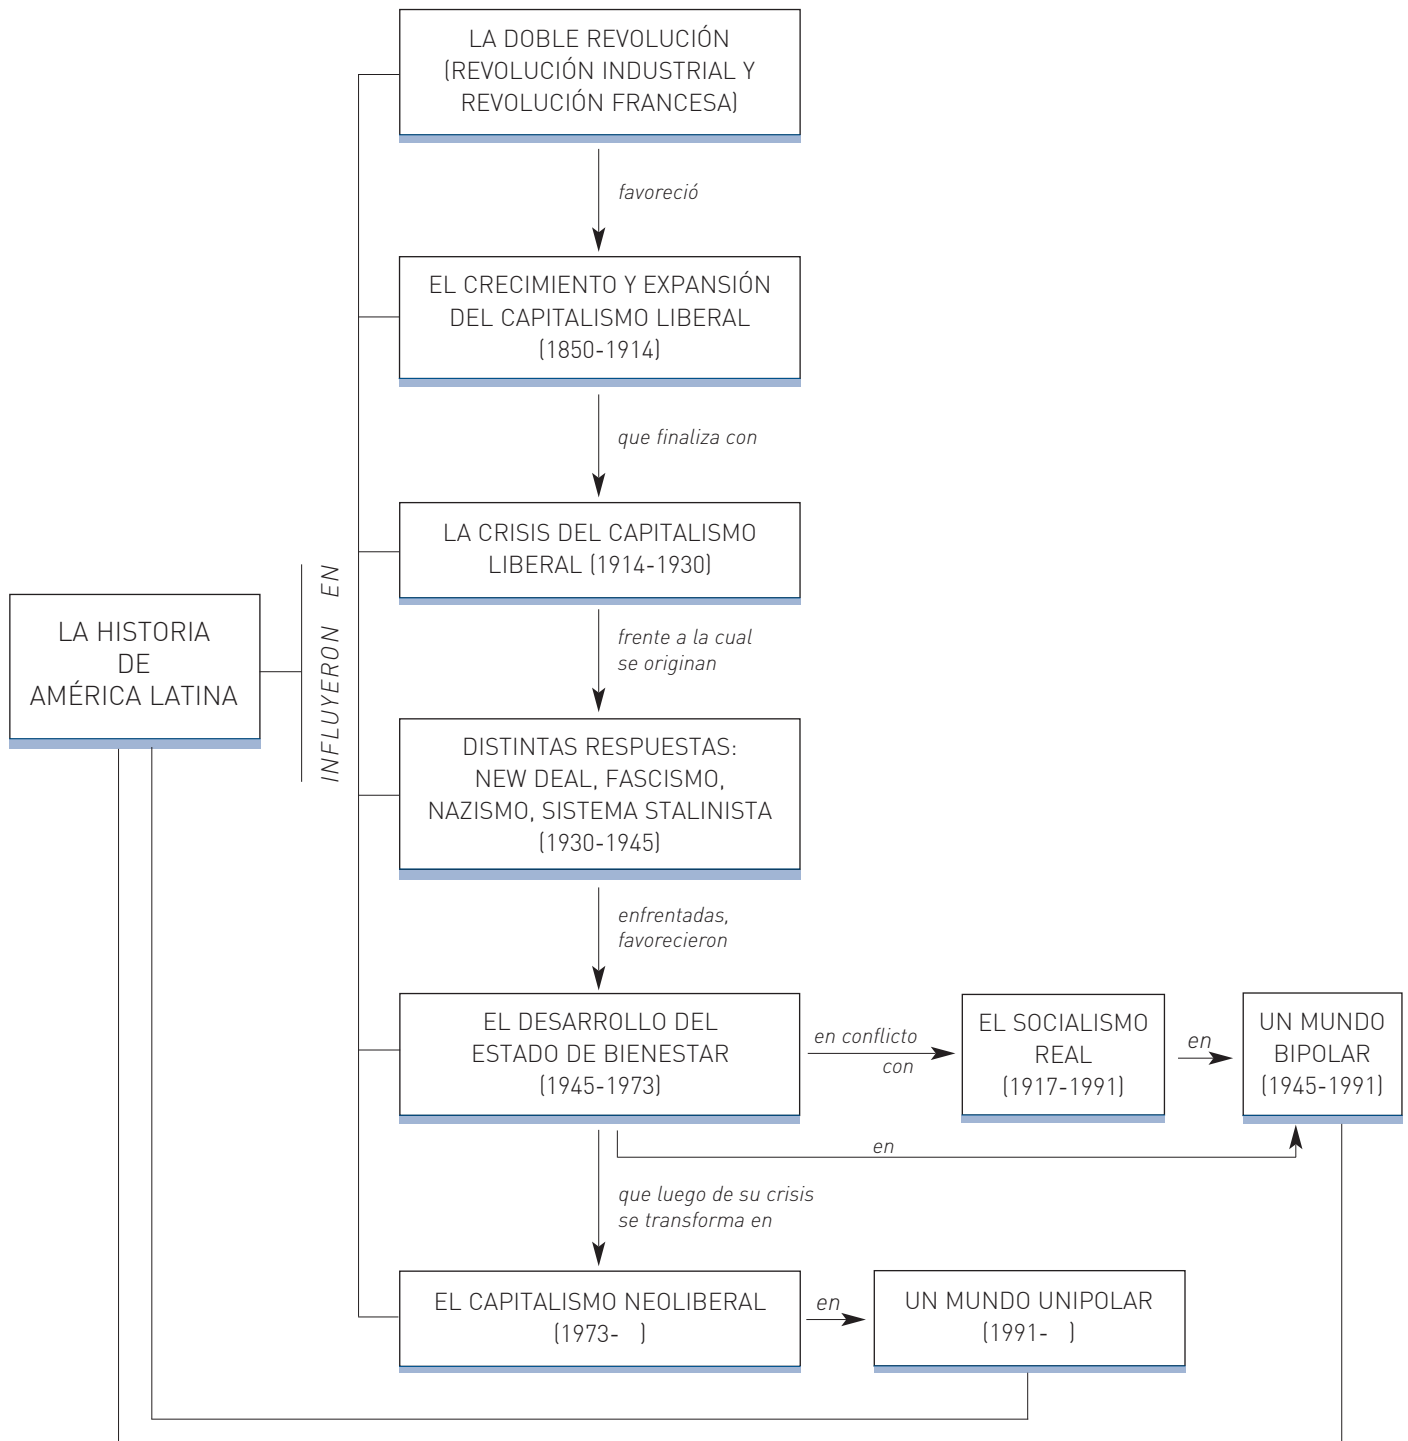 LA DOBLE REVOLUCIÓN
(REVOLUCIÓN INDUSTRIAL Y
REVOLUCIÓN FRANCESA)
favoreció
EL CRECIMIENTO Y EXPANSIÓN
DEL CAPITALISMO LIBERAL
(1850-1914)
que finaliza con
LA CRISIS DEL CAPITALISMO
LIBERAL (1914-1930)
LA HISTORIA
DE
AMÉRICA LATINA
INFLUYERON EN
frente a la cual
se originan
DISTINTAS RESPUESTAS:
NEW DEAL, FASCISMO,
NAZISMO, SISTEMA STALINISTA
(1930-1945)
enfrentadas,
favorecieron
EL DESARROLLO DEL
ESTADO DE BIENESTAR
(1945-1973)
en conflicto
con
EL SOCIALISMO
REAL
(1917-1991)
en
UN MUNDO
BIPOLAR
(1945-1991)
en
que luego de su crisis
se transforma en
EL CAPITALISMO NEOLIBERAL
(1973- )
en
UN MUNDO UNIPOLAR
(1991- )